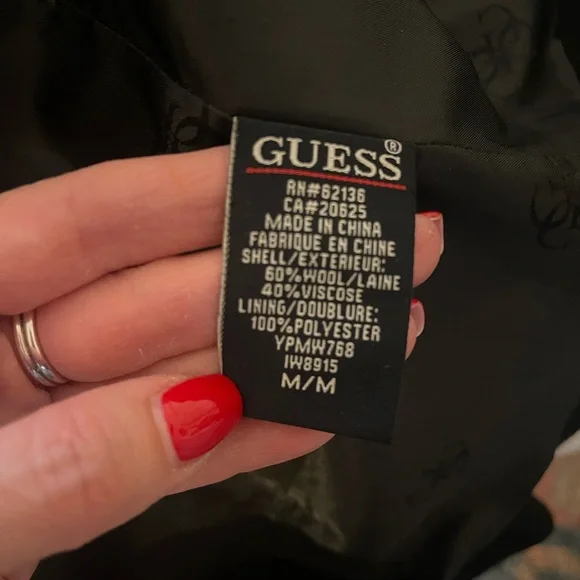 GUESS®
RN#62136
CA#20625
MADE IN CHINA
FABRIQUE EN CHINE
SHELL/EXTERIEUR:
60%WOOL/LAINE
40%VISCOSE
LINING/DOUBLURE:
100%POLYESTER
YPMW768
IW8915
M/M